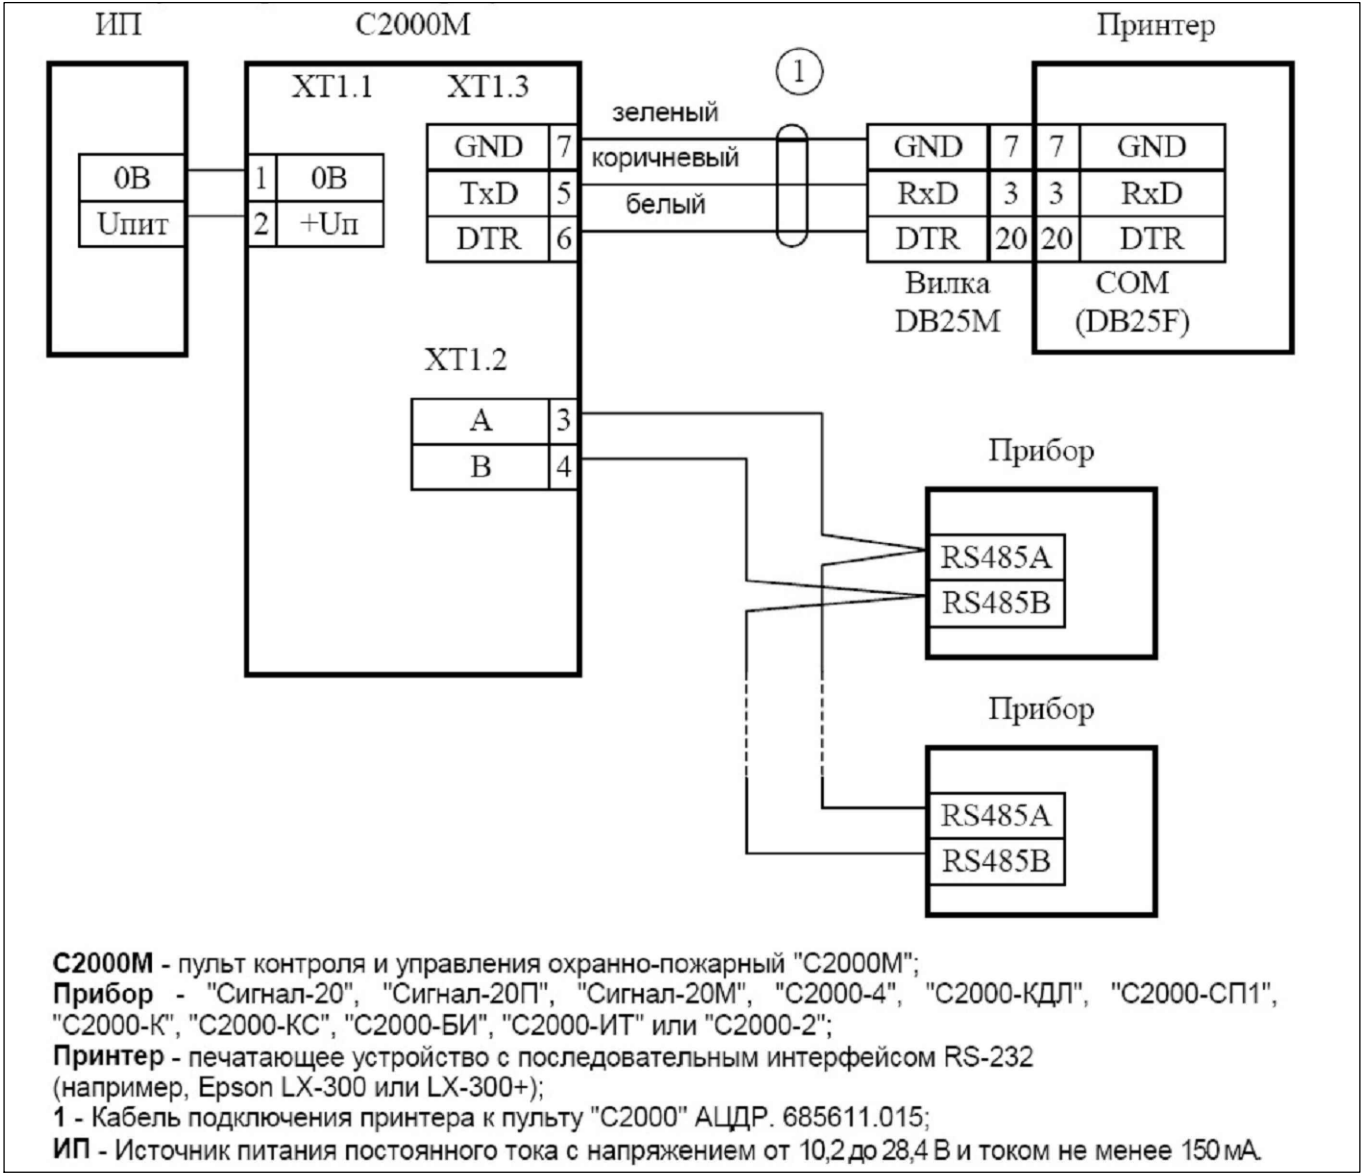 ИП
С2000М
Принтер
ХТ1.1
ХТ1.3
1
зеленый
GND 7
коричневый
TxD 5
белый
DTR 6
0В
Uпит
1 0В
2 +Uп
GND 7 7 GND
RxD 3 3 RxD
DTR 20 20 DTR
Вилка
DB25M
COM
(DB25F)
ХТ1.2
A 3
B 4
Прибор
RS485A
RS485B
Прибор
RS485A
RS485B
С2000М - пульт контроля и управления охранно-пожарный "С2000М";
Прибор - "Сигнал-20", "Сигнал-20П", "Сигнал-20М", "С2000-4", "С2000-КДЛ", "С2000-СП1",
"С2000-К", "С2000-КС", "С2000-БИ", "С2000-ИТ" или "С2000-2";
Принтер - печатающее устройство с последовательным интерфейсом RS-232
(например, Epson LX-300 или LX-300+);
1 - Кабель подключения принтера к пульту "С2000" АЦДР. 685611.015;
ИП - Источник питания постоянного тока с напряжением от 10,2 до 28,4 В и током не менее 150 мА.